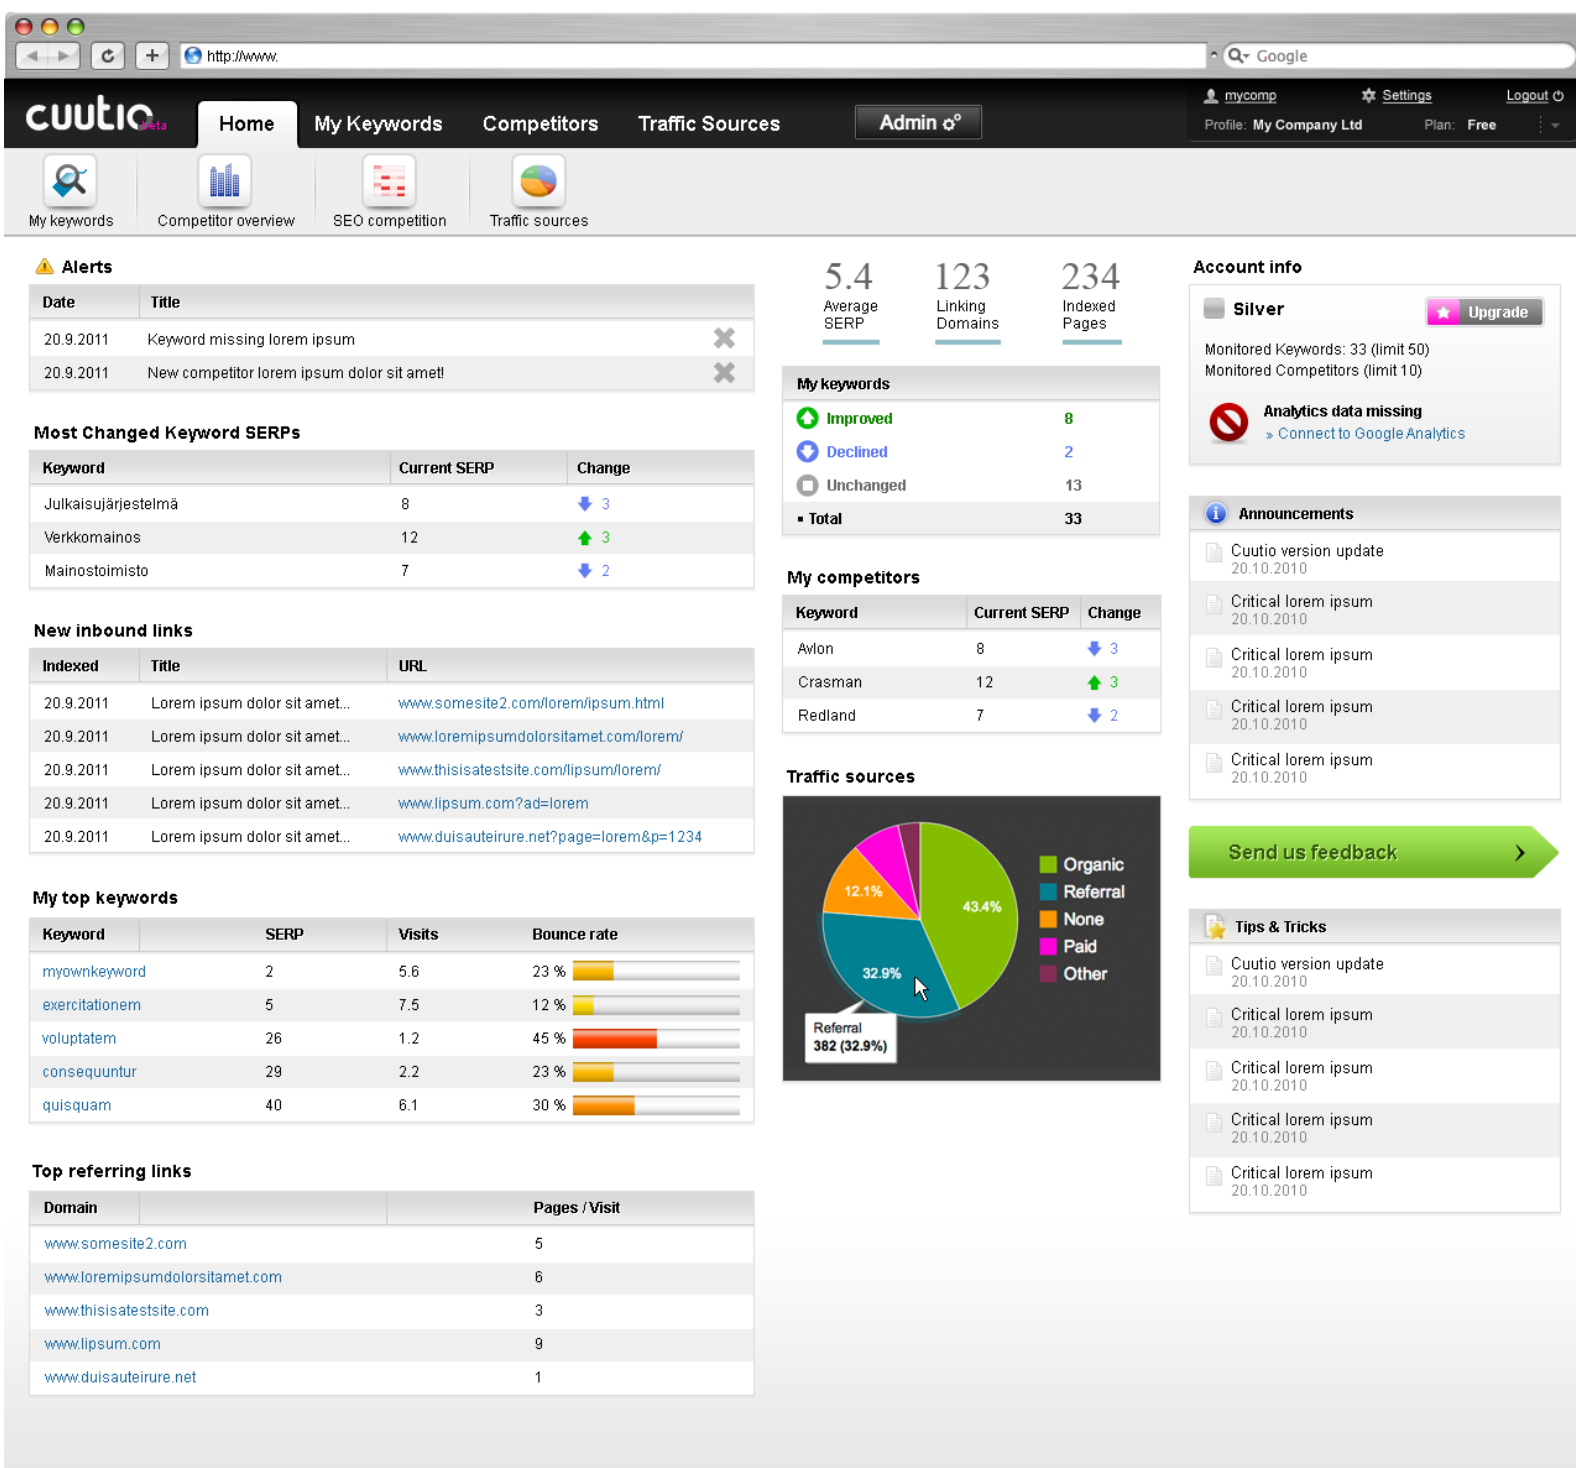 http://www.
Google
cuutio beta
Home
My Keywords
Competitors
Traffic Sources
Admin
mycomp
Settings
Logout
Profile: My Company Ltd
Plan: Free
My keywords
Competitor overview
SEO competition
Traffic sources
Alerts
Date Title
20.9.2011 Keyword missing lorem ipsum
20.9.2011 New competitor lorem ipsum dolor sit amet!
Most Changed Keyword SERPs
Keyword Current SERP Change
Julkaisujärjestelmä 8 3
Verkkomainos 12 3
Mainostoimisto 7 2
New inbound links
Indexed Title URL
20.9.2011 Lorem ipsum dolor sit amet... www.somesite2.com/lorem/ipsum.html
20.9.2011 Lorem ipsum dolor sit amet... www.loremipsumdolorsitamet.com/lorem/
20.9.2011 Lorem ipsum dolor sit amet... www.thisisatestsite.com/lipsum/lorem/
20.9.2011 Lorem ipsum dolor sit amet... www.lipsum.com?ad=lorem
20.9.2011 Lorem ipsum dolor sit amet... www.duisauteirure.net?page=lorem&p=1234
My top keywords
Keyword SERP Visits Bounce rate
myownkeyword 2 5.6 23 %
exercitationem 5 7.5 12 %
voluptatem 26 1.2 45 %
consequuntur 29 2.2 23 %
quisquam 40 6.1 30 %
Top referring links
Domain Pages / Visit
www.somesite2.com 5
www.loremipsumdolorsitamet.com 6
www.thisisatestsite.com 3
www.lipsum.com 9
www.duisauteirure.net 1
5.4 123 234
Average Linking Indexed
SERP Domains Pages
My keywords
Improved 8
Declined 2
Unchanged 13
▪ Total 33
My competitors
Keyword Current SERP Change
Avlon 8 3
Crasman 12 3
Redland 7 2
Traffic sources
43.4%
32.9%
12.1%
Organic
Referral
None
Paid
Other
Referral
382 (32.9%)
Account info
Silver
Upgrade
Monitored Keywords: 33 (limit 50)
Monitored Competitors (limit 10)
Analytics data missing
» Connect to Google Analytics
Announcements
Cuutio version update
20.10.2010
Critical lorem ipsum
20.10.2010
Critical lorem ipsum
20.10.2010
Critical lorem ipsum
20.10.2010
Critical lorem ipsum
20.10.2010
Send us feedback
Tips & Tricks
Cuutio version update
20.10.2010
Critical lorem ipsum
20.10.2010
Critical lorem ipsum
20.10.2010
Critical lorem ipsum
20.10.2010
Critical lorem ipsum
20.10.2010